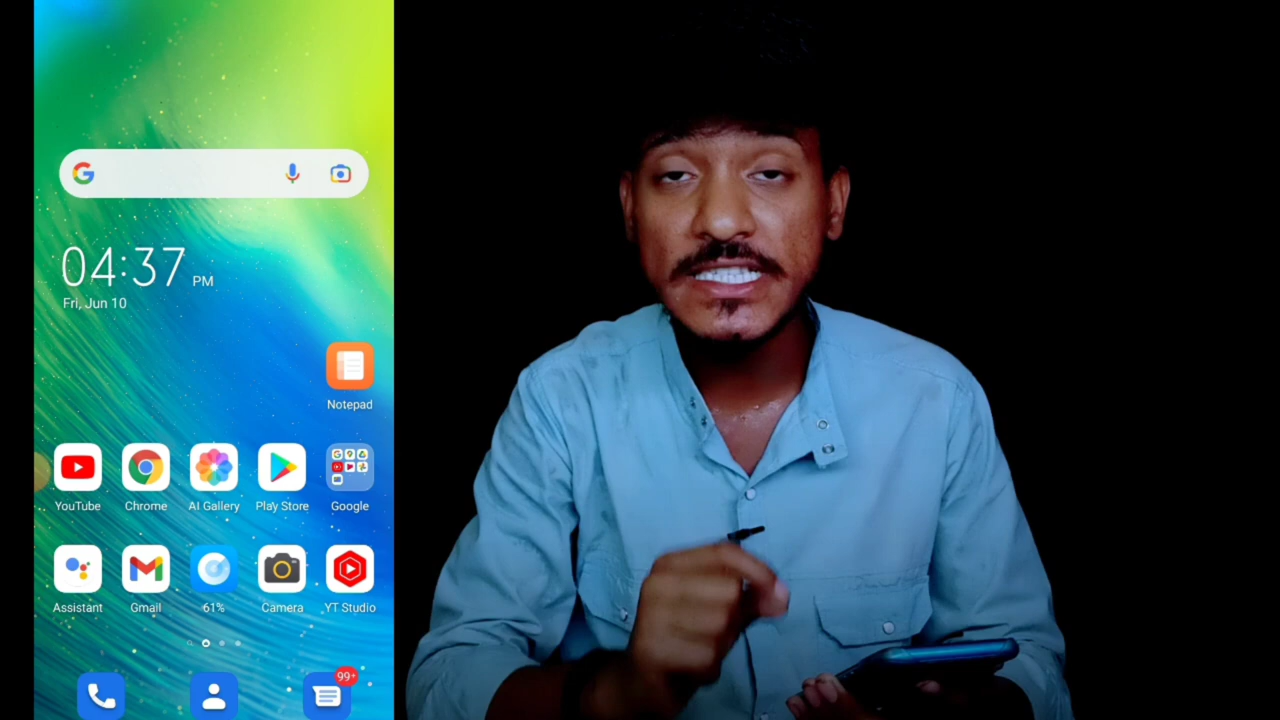 04:37 PM
Fri, Jun 10
Notepad
YouTube Chrome AI Gallery Play Store Google
Assistant Gmail 61% Camera YT Studio
99+